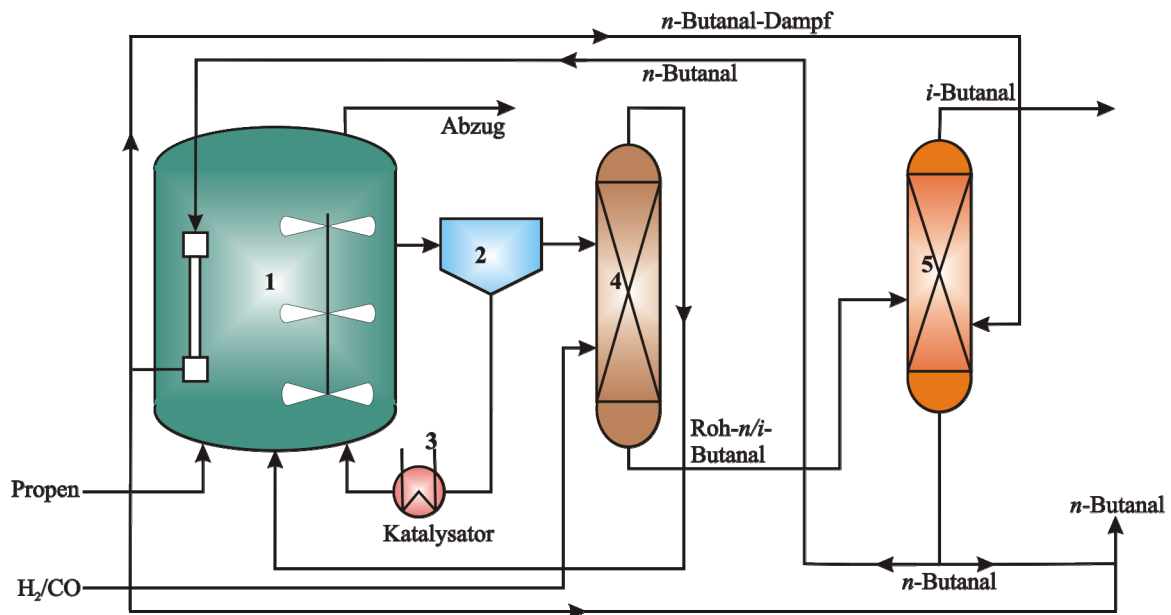 n-Butanal-Dampf
n-Butanal
i-Butanal
Abzug
1
2
4
5
Roh-n/i-
Butanal
3
Propen
Katalysator
n-Butanal
H₂/CO
n-Butanal